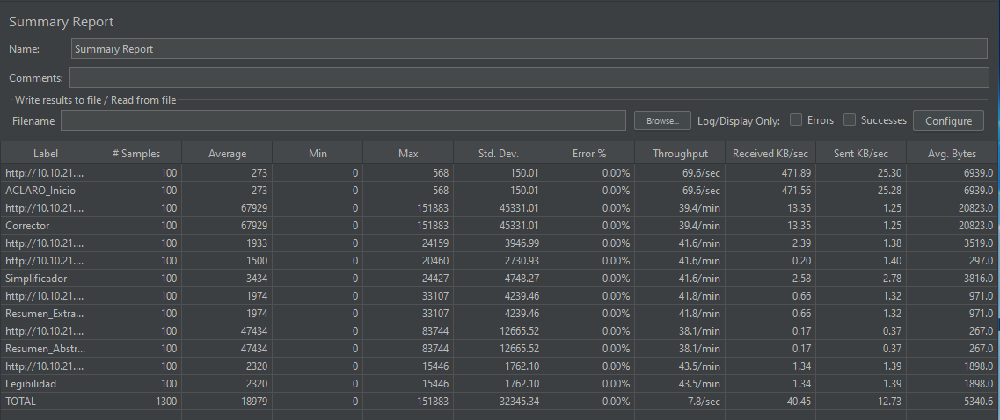 Summary Report
Name: Summary Report
Comments:
Write results to file / Read from file
Filename Browse... Log/Display Only: Errors Successes Configure
Label # Samples Average Min Max Std. Dev. Error % Throughput Received KB/sec Sent KB/sec Avg. Bytes
http://10.10.21.... 100 273 0 568 150.01 0.00% 69.6/sec 471.89 25.30 6939.0
ACLARO_Inicio 100 273 0 568 150.01 0.00% 69.6/sec 471.56 25.28 6939.0
http://10.10.21.... 100 67929 0 151883 45331.01 0.00% 39.4/min 13.35 1.25 20823.0
Corrector 100 67929 0 151883 45331.01 0.00% 39.4/min 13.35 1.25 20823.0
http://10.10.21.... 100 1933 0 24159 3946.99 0.00% 41.6/min 2.39 1.38 3519.0
http://10.10.21.... 100 1500 0 20460 2730.93 0.00% 41.6/min 0.20 1.40 297.0
Simplificador 100 3434 0 24427 4748.27 0.00% 41.6/min 2.58 2.78 3816.0
http://10.10.21.... 100 1974 0 33107 4239.46 0.00% 41.8/min 0.66 1.32 971.0
Resumen_Extra... 100 1974 0 33107 4239.46 0.00% 41.8/min 0.66 1.32 971.0
http://10.10.21.... 100 47434 0 83744 12665.52 0.00% 38.1/min 0.17 0.37 267.0
Resumen_Abstr... 100 47434 0 83744 12665.52 0.00% 38.1/min 0.17 0.37 267.0
http://10.10.21.... 100 2320 0 15446 1762.10 0.00% 43.5/min 1.34 1.39 1898.0
Legibilidad 100 2320 0 15446 1762.10 0.00% 43.5/min 1.34 1.39 1898.0
TOTAL 1300 18979 0 151883 32345.34 0.00% 7.8/sec 40.45 12.73 5340.6